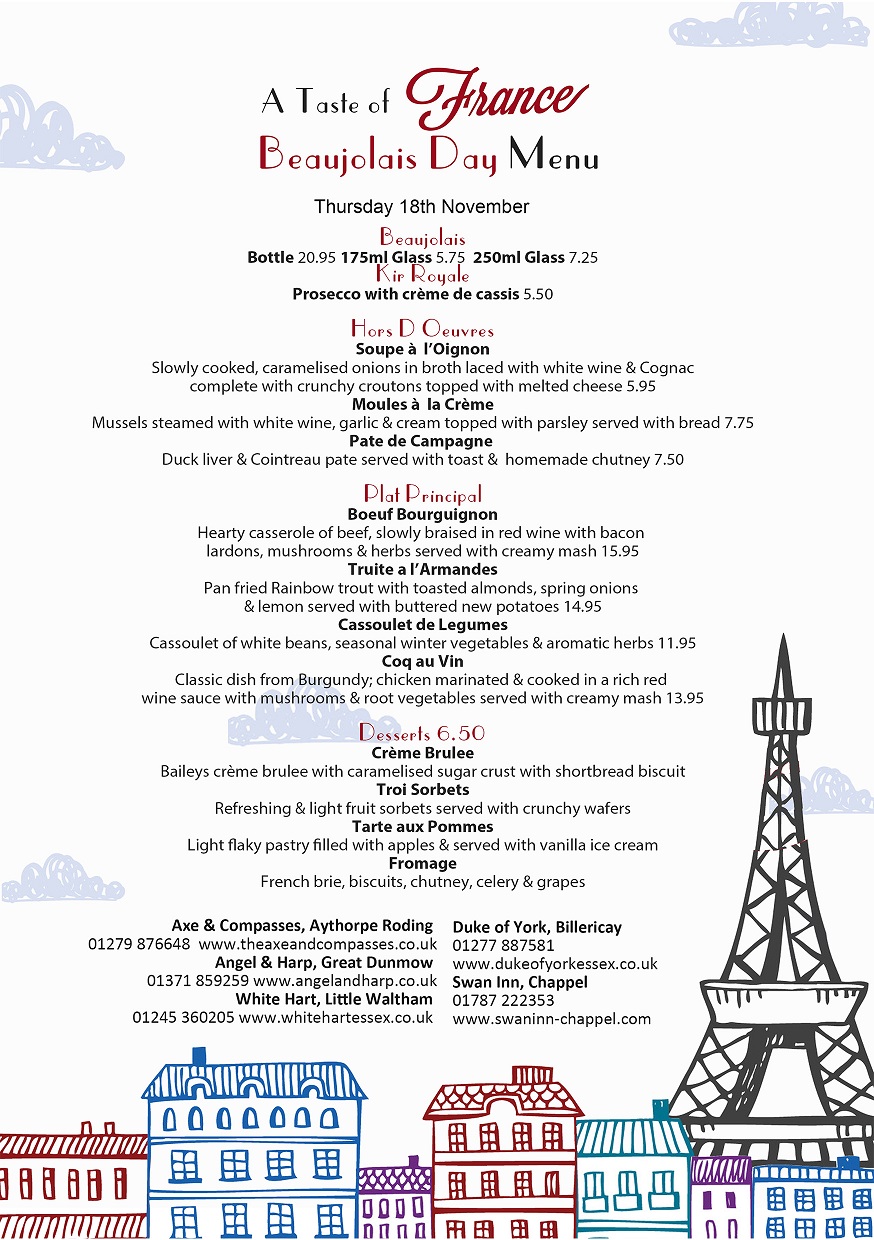 A Taste of France
Beaujolais Day Menu
Thursday 18th November
Beaujolais
Bottle 20.95 175ml Glass 5.75 250ml Glass 7.25
Kir Royale
Prosecco with crème de cassis 5.50
Hors D Oeuvres
Soupe à l'Oignon
Slowly cooked, caramelised onions in broth laced with white wine & Cognac
complete with crunchy croutons topped with melted cheese 5.95
Moules à la Crème
Mussels steamed with white wine, garlic & cream topped with parsley served with bread 7.75
Pate de Campagne
Duck liver & Cointreau pate served with toast & homemade chutney 7.50
Plat Principal
Boeuf Bourguignon
Hearty casserole of beef, slowly braised in red wine with bacon
lardons, mushrooms & herbs served with creamy mash 15.95
Truite a l'Armandes
Pan fried Rainbow trout with toasted almonds, spring onions
& lemon served with buttered new potatoes 14.95
Cassoulet de Legumes
Cassoulet of white beans, seasonal winter vegetables & aromatic herbs 11.95
Coq au Vin
Classic dish from Burgundy; chicken marinated & cooked in a rich red
wine sauce with mushrooms & root vegetables served with creamy mash 13.95
Desserts 6.50
Crème Brulee
Baileys crème brulee with caramelised sugar crust with shortbread biscuit
Troi Sorbets
Refreshing & light fruit sorbets served with crunchy wafers
Tarte aux Pommes
Light flaky pastry filled with apples & served with vanilla ice cream
Fromage
French brie, biscuits, chutney, celery & grapes
Axe & Compasses, Aythorpe Roding
01279 876648 www.theaxeandcompasses.co.uk
Angel & Harp, Great Dunmow
01371 859259 www.angelandharp.co.uk
White Hart, Little Waltham
01245 360205 www.whitehartessex.co.uk
Duke of York, Billericay
01277 887581
www.dukeofyorkessex.co.uk
Swan Inn, Chappel
01787 222353
www.swaninn-chappel.com